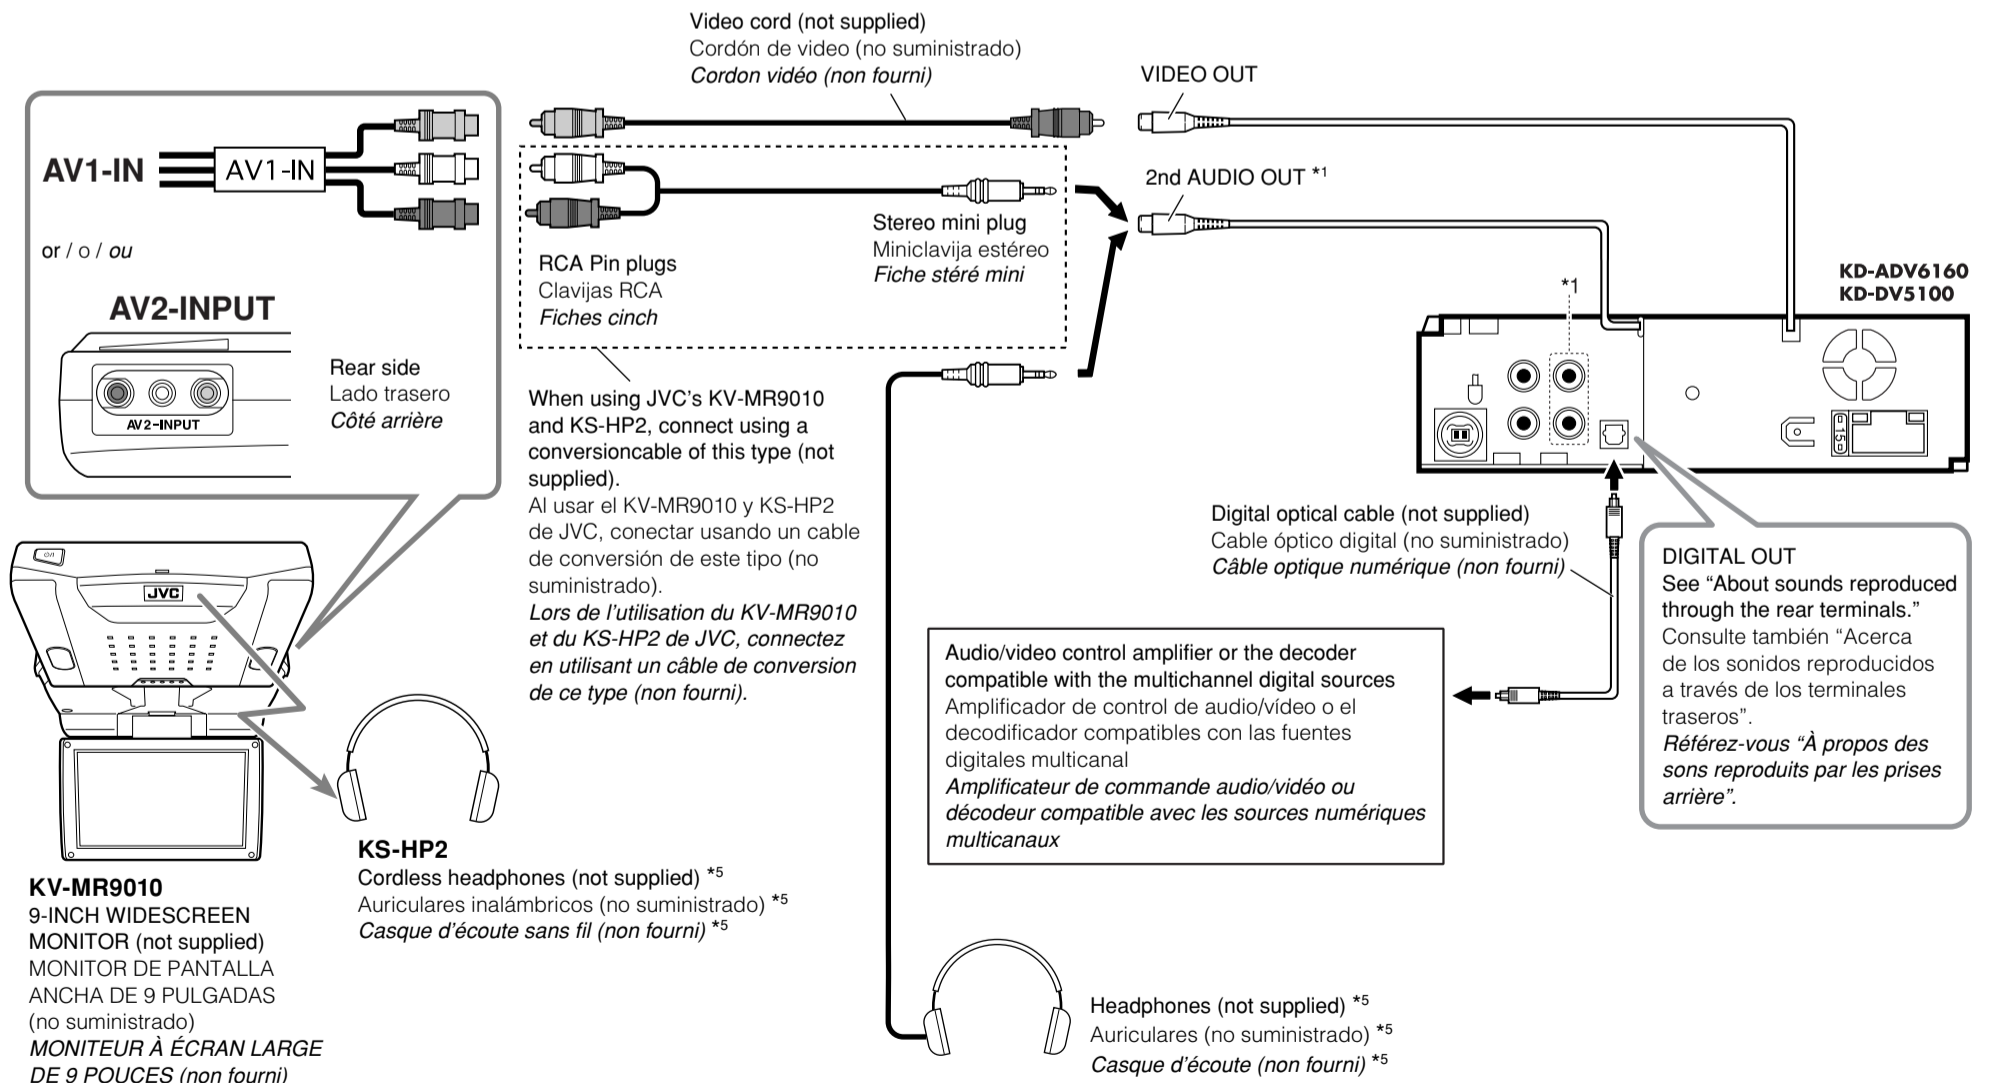 Video cord (not supplied)
Cordón de video (no suministrado)
Cordon vidéo (non fourni)
VIDEO OUT
AV1-IN
AV1-IN
2nd AUDIO OUT *1
or / o / ou
Stereo mini plug
Miniclavija estéreo
Fiche stéré mini
RCA Pin plugs
Clavijas RCA
Fiches cinch
KD-ADV6160
KD-DV5100
*1
AV2-INPUT
Rear side
Lado trasero
Côté arrière
AV2-INPUT
15
When using JVC's KV-MR9010
and KS-HP2, connect using a
conversioncable of this type (not
supplied).
Al usar el KV-MR9010 y KS-HP2
de JVC, conectar usando un cable
de conversión de este tipo (no
suministrado).
Lors de l'utilisation du KV-MR9010
et du KS-HP2 de JVC, connectez
en utilisant un câble de conversion
de ce type (non fourni).
Digital optical cable (not supplied)
Cable óptico digital (no suministrado)
Câble optique numérique (non fourni)
DIGITAL OUT
See “About sounds reproduced
through the rear terminals.”
Consulte también “Acerca
de los sonidos reproducidos
a través de los terminales
traseros”.
Référez-vous “À propos des
sons reproduits par les prises
arrière”.
JVC
Audio/video control amplifier or the decoder
compatible with the multichannel digital sources
Amplificador de control de audio/vídeo o el
decodificador compatibles con las fuentes
digitales multicanal
Amplificateur de commande audio/vidéo ou
décodeur compatible avec les sources numériques
multicanaux
KS-HP2
Cordless headphones (not supplied) *5
Auriculares inalámbricos (no suministrado) *5
Casque d'écoute sans fil (non fourni) *5
KV-MR9010
9-INCH WIDESCREEN
MONITOR (not supplied)
MONITOR DE PANTALLA
ANCHA DE 9 PULGADAS
(no suministrado)
MONITEUR À ÉCRAN LARGE
DE 9 POUCES (non fourni)
Headphones (not supplied) *5
Auriculares (no suministrado) *5
Casque d'écoute (non fourni) *5